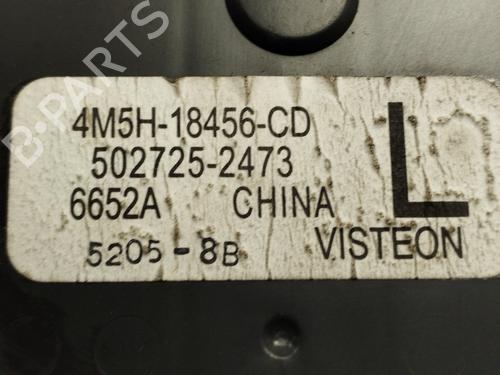 4M5H-18456-CD
502725-2473
6652A CHINA L
5205-8B VISTEON
B-PARTS